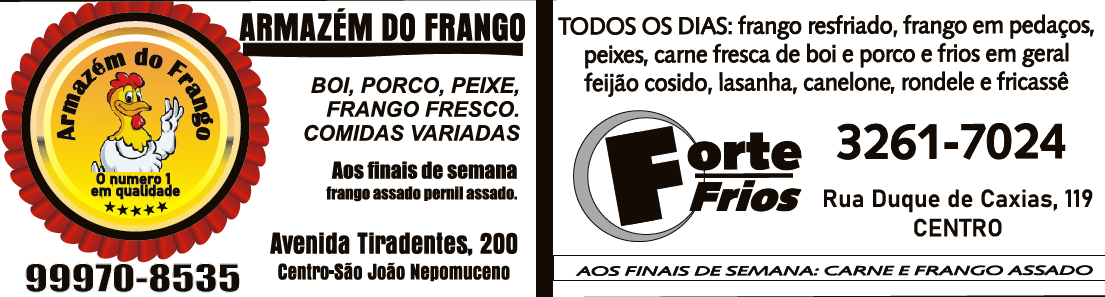 Armazém do Frango
O numero 1
em qualidade
99970-8535
ARMAZÉM DO FRANGO
BOI, PORCO, PEIXE,
FRANGO FRESCO.
COMIDAS VARIADAS
Aos finais de semana
frango assado pernil assado.
Avenida Tiradentes, 200
Centro-São João Nepomuceno
TODOS OS DIAS: frango resfriado, frango em pedaços,
peixes, carne fresca de boi e porco e frios em geral
feijão cosido, lasanha, canelone, rondele e fricassê
Forte
Frios
3261-7024
Rua Duque de Caxias, 119
CENTRO
AOS FINAIS DE SEMANA: CARNE E FRANGO ASSADO